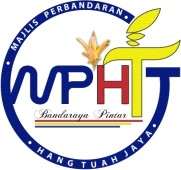 MAJLIS PERBANDARAN
MPHTJ
Bandaraya Pintar
HANG TUAH JAYA